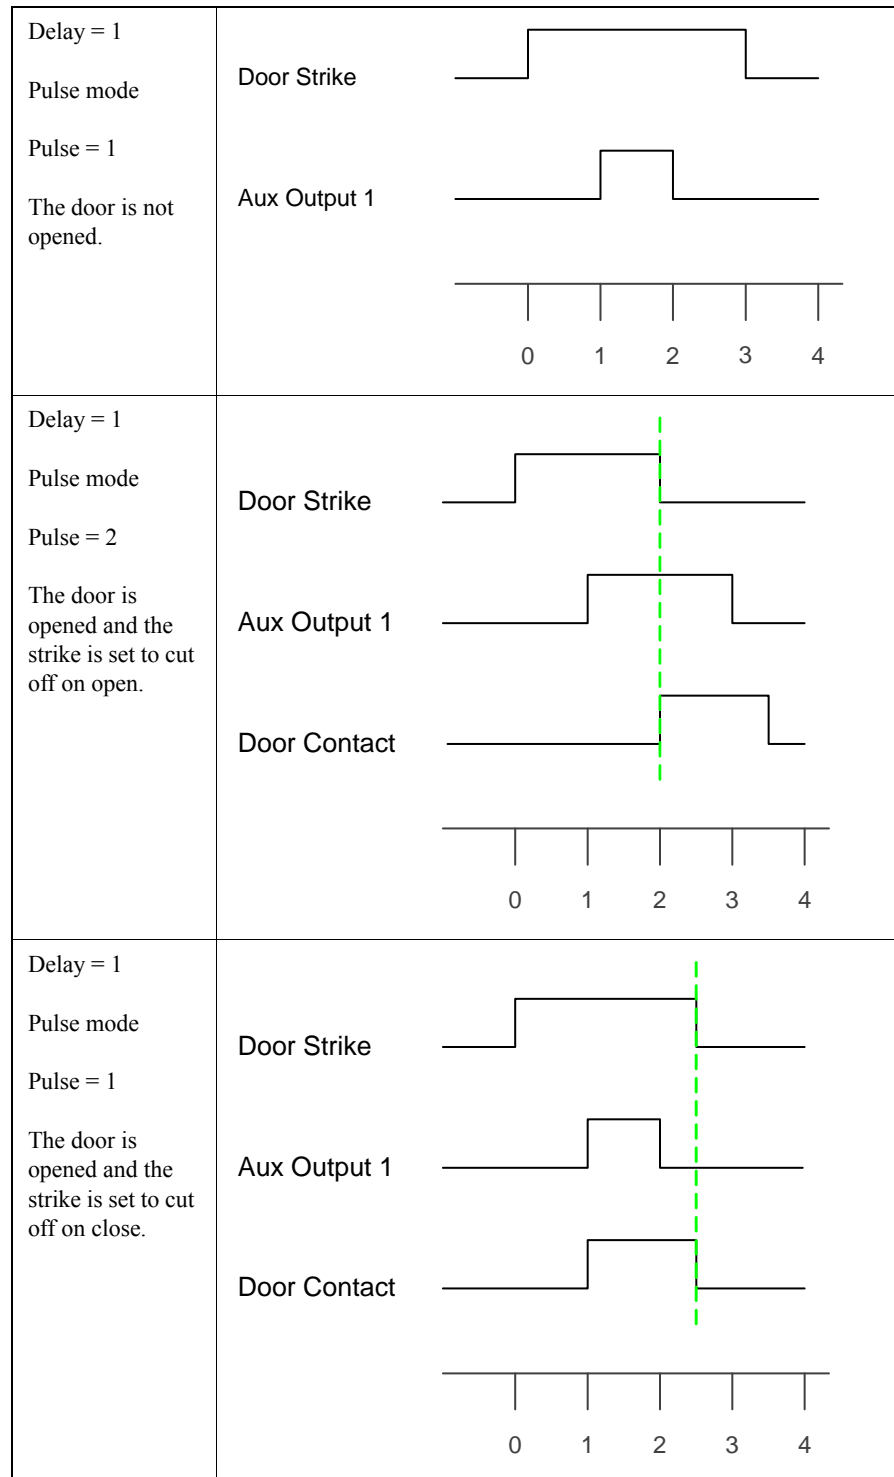 Delay = 1
Pulse mode
Pulse = 1
The door is not
opened.
Door Strike
Aux Output 1
0 1 2 3 4
Delay = 1
Pulse mode
Pulse = 2
The door is
opened and the
strike is set to cut
off on open.
Door Strike
Aux Output 1
Door Contact
0 1 2 3 4
Delay = 1
Pulse mode
Pulse = 1
The door is
opened and the
strike is set to cut
off on close.
Door Strike
Aux Output 1
Door Contact
0 1 2 3 4